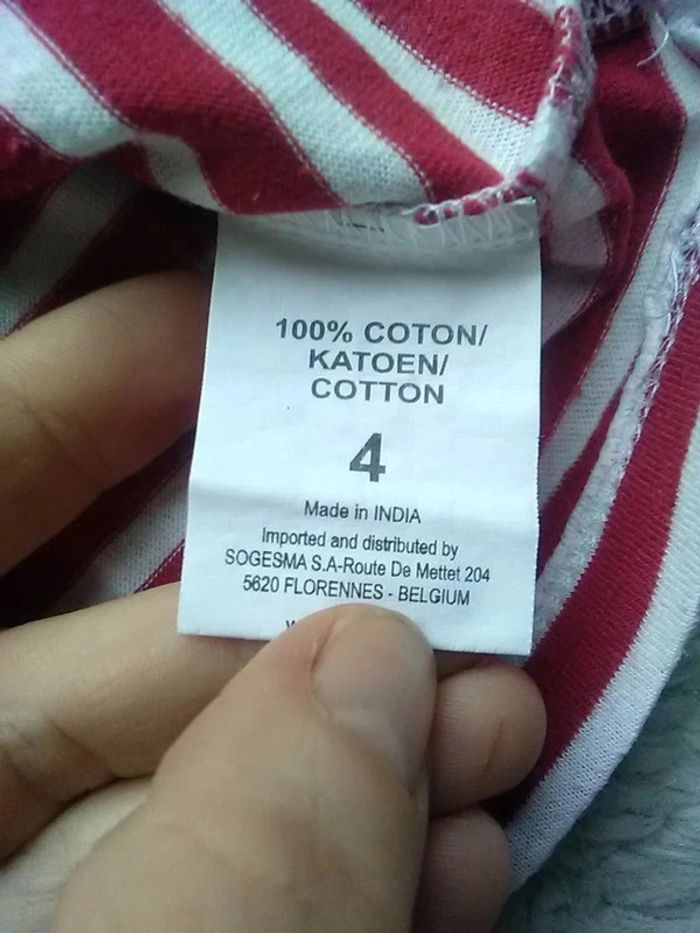 100% COTON/
KATOEN/
COTTON
4
Made in INDIA
Imported and distributed by
SOGESMA S.A-Route De Mettet 204
5620 FLORENNES - BELGIUM